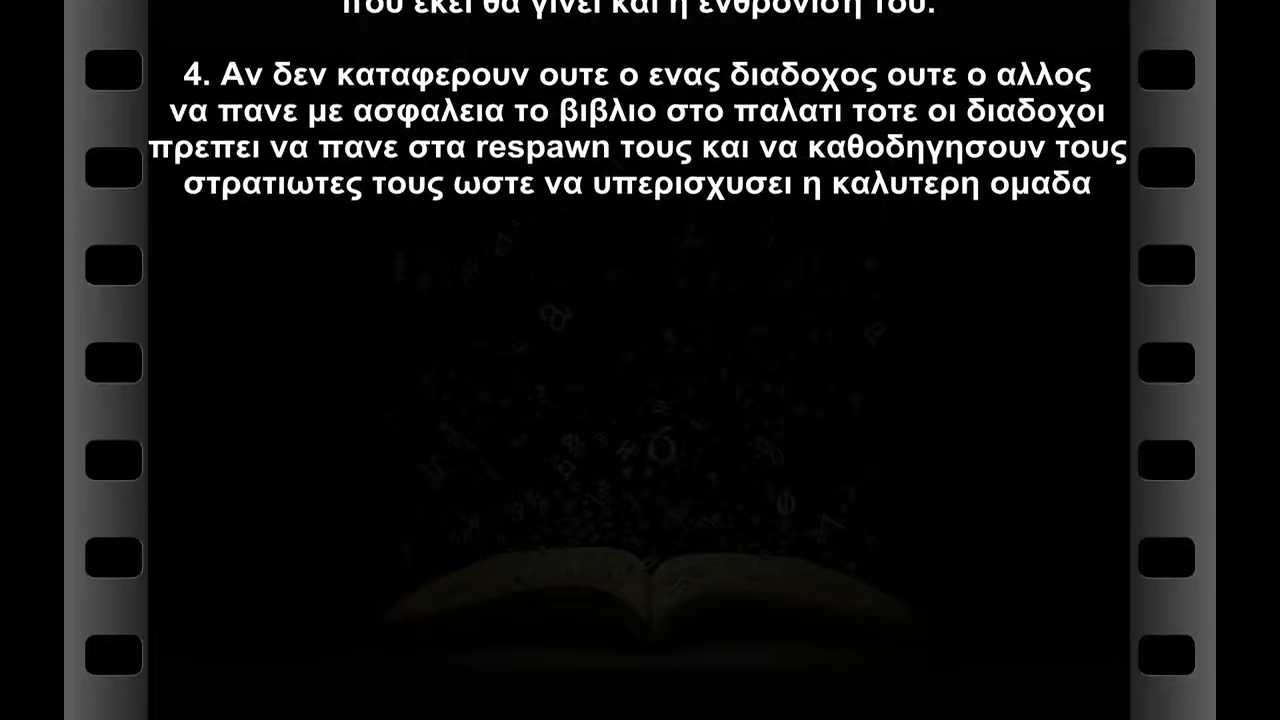 που εκει θα γινει και η ενθρονιση του.
4. Αν δεν καταφερουν ουτε ο ενας διαδοχος ουτε ο αλλος
να πανε με ασφαλεια το βιβλιο στο παλατι τοτε οι διαδοχοι
πρεπει να πανε στα respawn τους και να καθοδηγησουν τους
στρατιωτες τους ωστε να υπερισχυσει η καλυτερη ομαδα